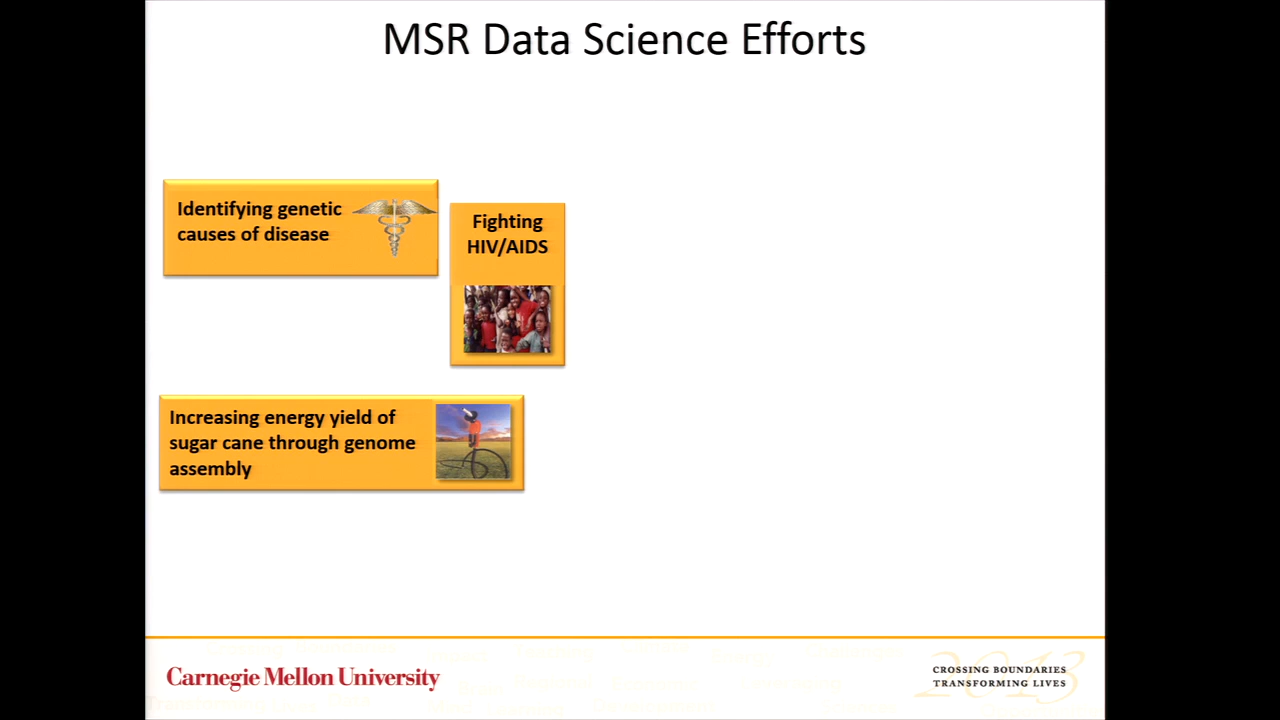 MSR Data Science Efforts
Identifying genetic
causes of disease
Fighting
HIV/AIDS
Increasing energy yield of
sugar cane through genome
assembly
Carnegie Mellon University
2013
CROSSING BOUNDARIES
TRANSFORMING LIVES